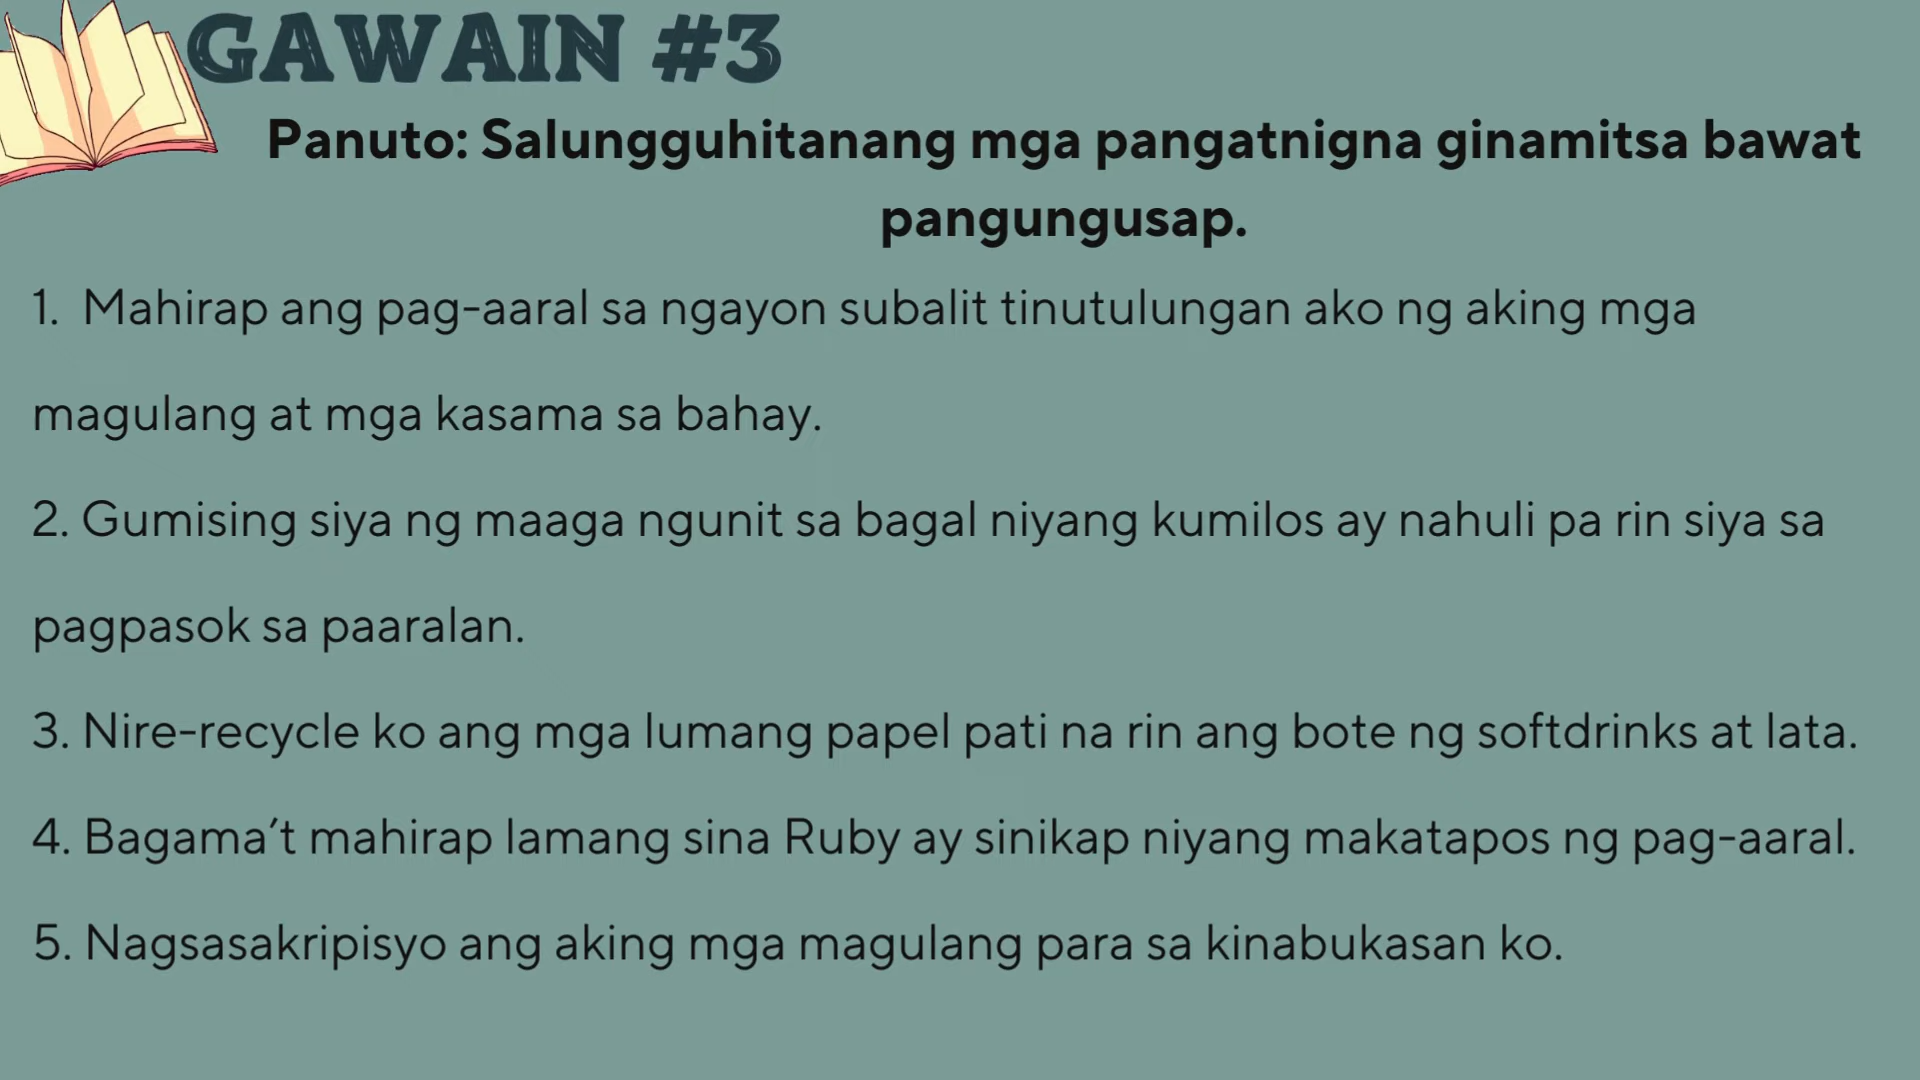 GAWAIN #3
Panuto: Salungguhitanang mga pangatnigna ginamitsa bawat
pangungusap.
1. Mahirap ang pag-aaral sa ngayon subalit tinutulungan ako ng aking mga
magulang at mga kasama sa bahay.
2. Gumising siya ng maaga ngunit sa bagal niyang kumilos ay nahuli pa rin siya sa
pagpasok sa paaralan.
3. Nire-recycle ko ang mga lumang papel pati na rin ang bote ng softdrinks at lata.
4. Bagama’t mahirap lamang sina Ruby ay sinikap niyang makatapos ng pag-aaral.
5. Nagsasakripisyo ang aking mga magulang para sa kinabukasan ko.